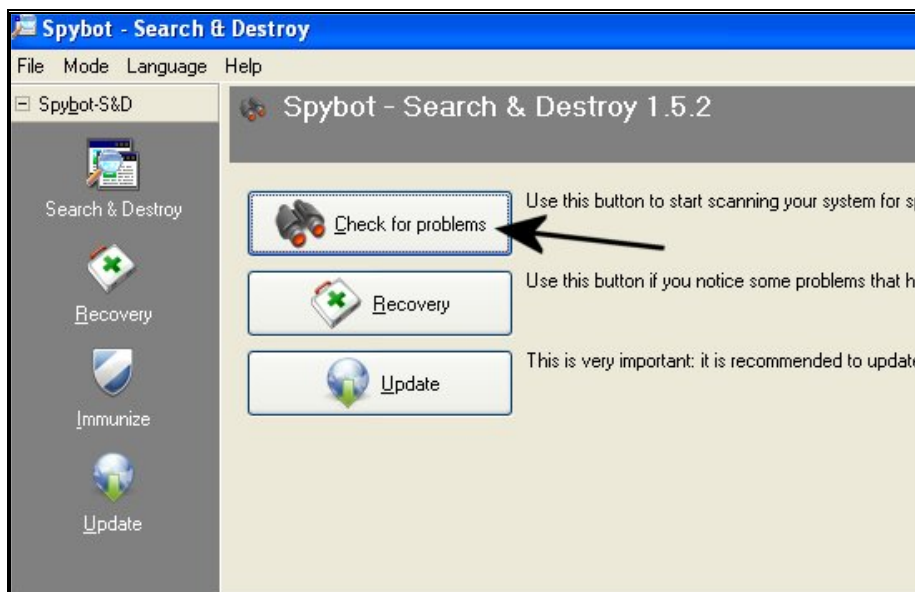 Spybot - Search & Destroy
File Mode Language Help
Spybot-S&D
Spybot - Search & Destroy 1.5.2
Search & Destroy
Recovery
Immunize
Update
Check for problems
Use this button to start scanning your system for
Recovery
Use this button if you notice some problems that
Update
This is very important: it is recommended to update